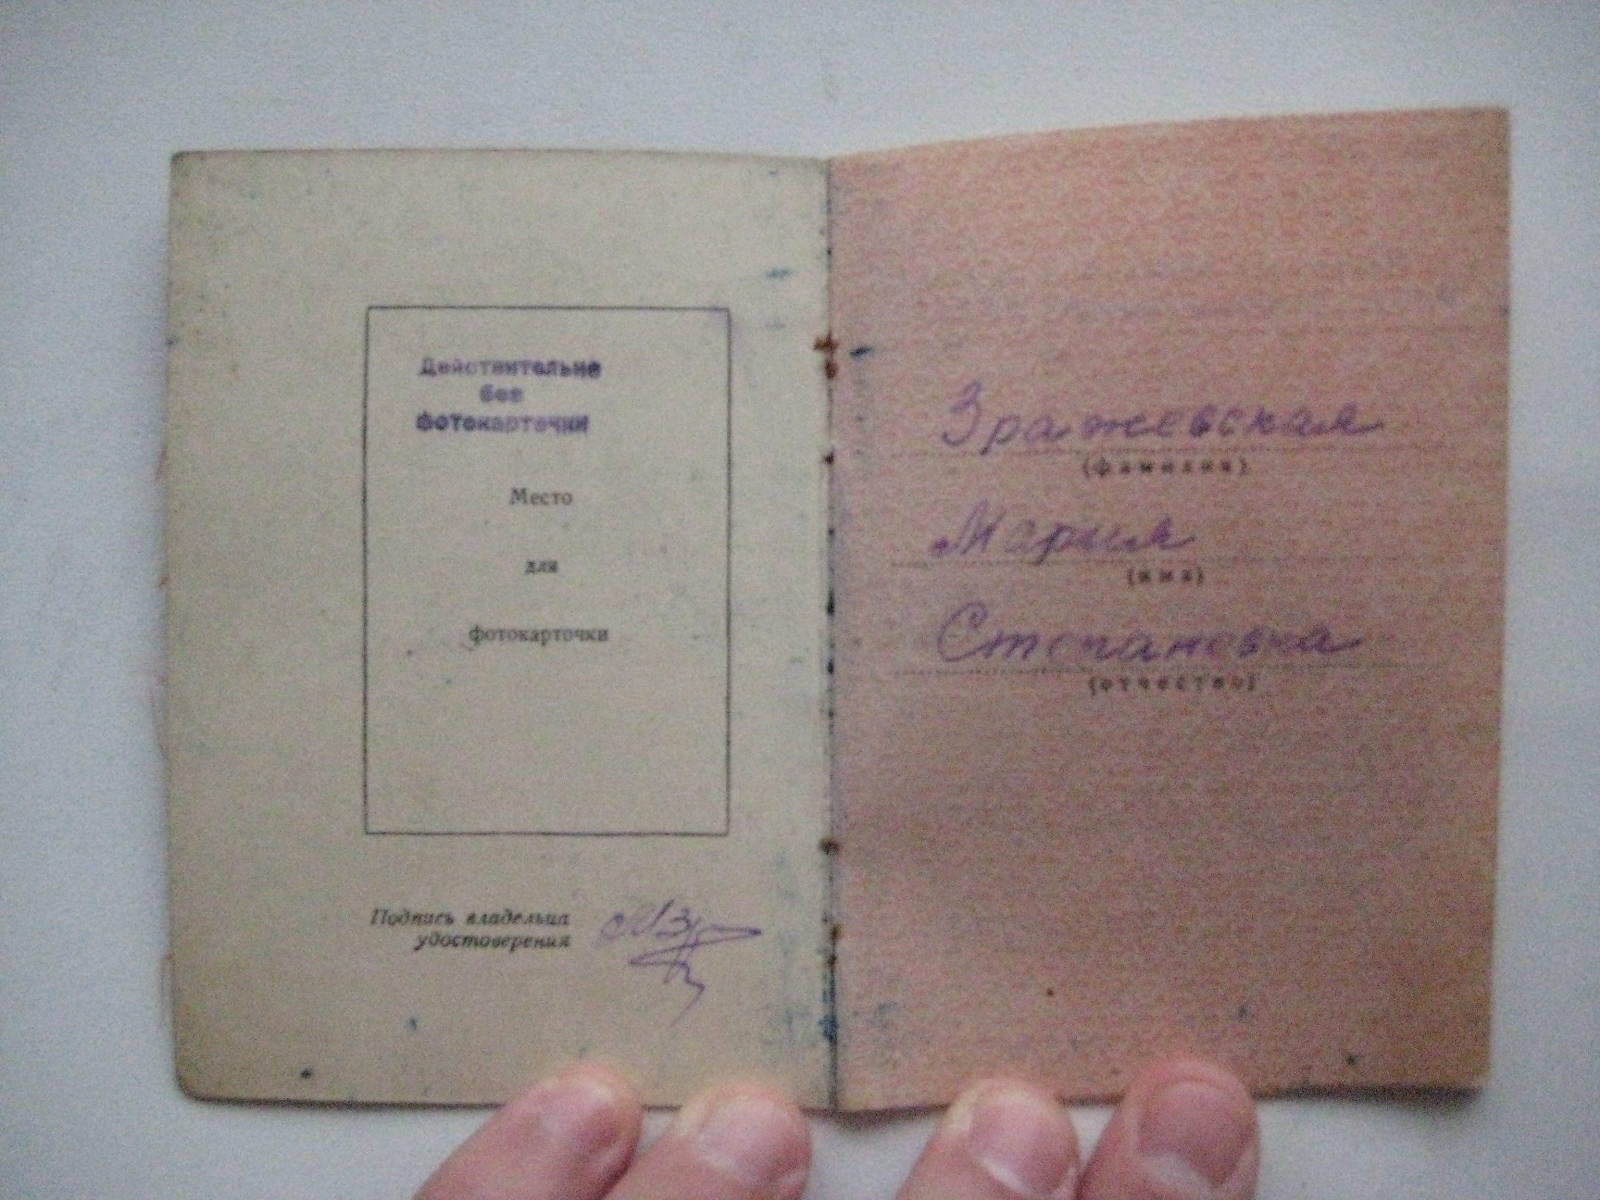 Действительно
без
фотокарточки
Место
для
фотокарточки
Подпись владельца
удостоверения
Зражевская
(фамилия)
Мария
(имя)
Степановна
(отчество)